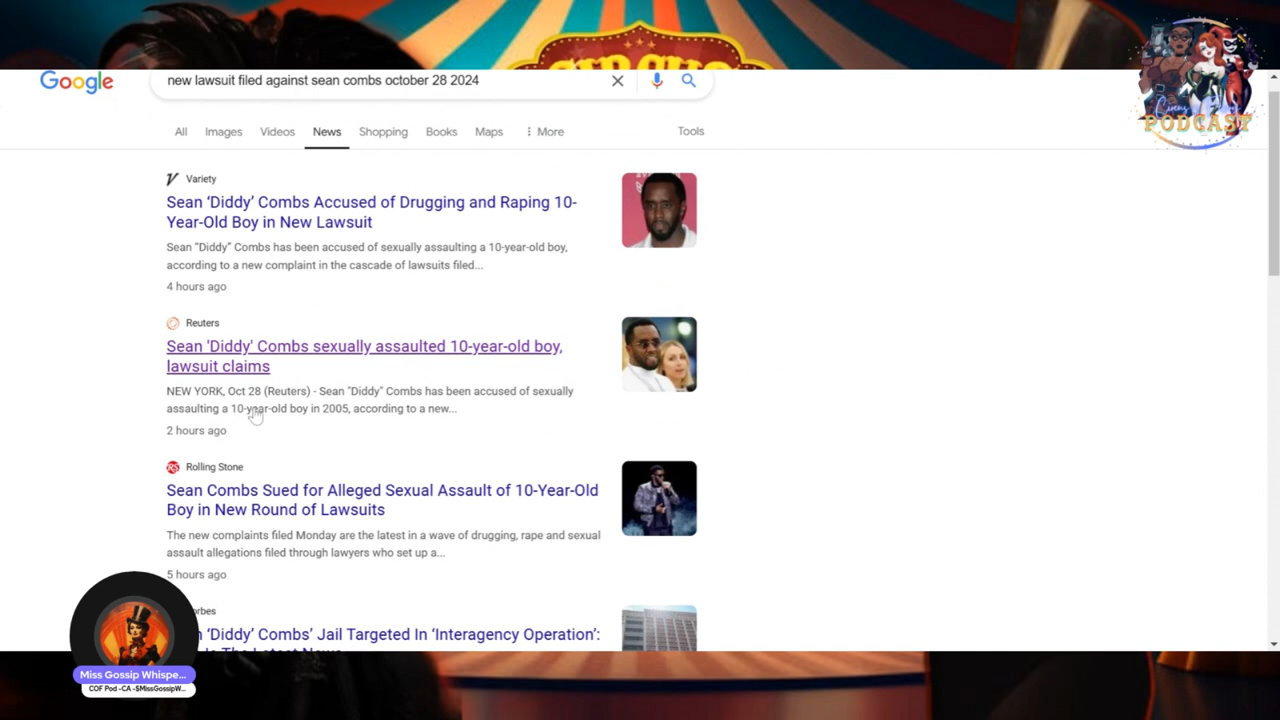 CIRCUS
Google
new lawsuit filed against sean combs october 28 2024
PODCAST
All Images Videos News Shopping Books Maps More Tools
Variety
Sean ‘Diddy’ Combs Accused of Drugging and Raping 10-
Year-Old Boy in New Lawsuit
Sean "Diddy" Combs has been accused of sexually assaulting a 10-year-old boy,
according to a new complaint in the cascade of lawsuits filed...
4 hours ago
Reuters
Sean 'Diddy' Combs sexually assaulted 10-year-old boy,
lawsuit claims
NEW YORK, Oct 28 (Reuters) - Sean "Diddy" Combs has been accused of sexually
assaulting a 10-year-old boy in 2005, according to a new...
2 hours ago
Rolling Stone
Sean Combs Sued for Alleged Sexual Assault of 10-Year-Old
Boy in New Round of Lawsuits
The new complaints filed Monday are the latest in a wave of drugging, rape and sexual
assault allegations filed through lawyers who set up a...
5 hours ago
‘Diddy’ Combs’ Jail Targeted In ‘Interagency Operation’:
The Latest News
Miss Gossip Whispe...
COF Pod -CA -$MissGossipW...